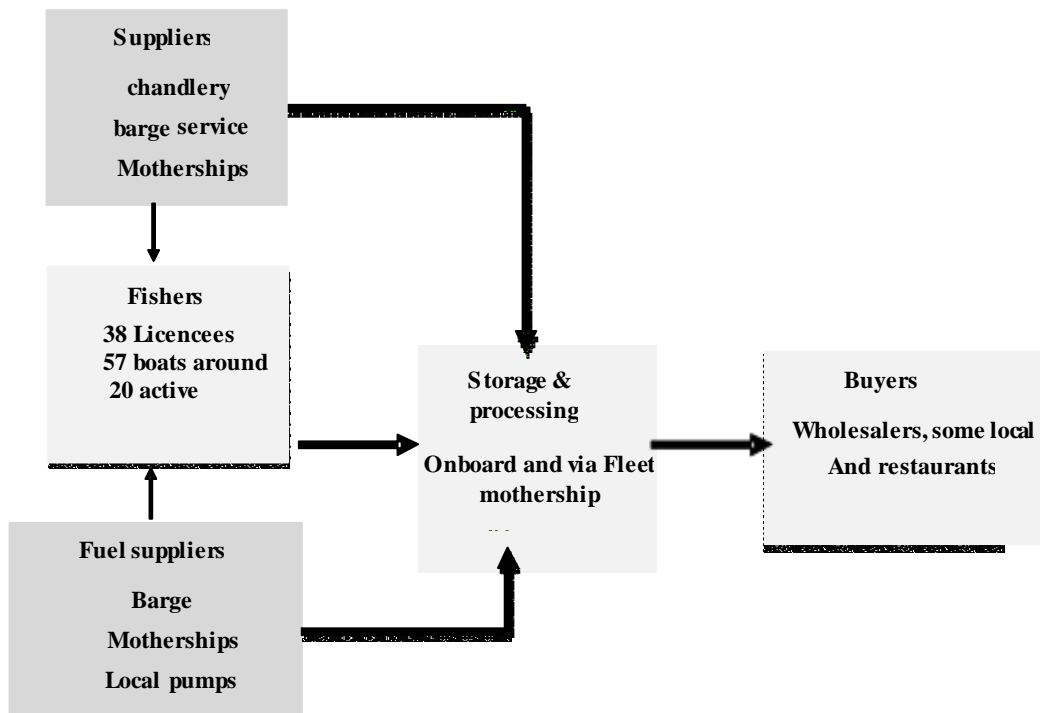 Suppliers
chandlery
barge service
Motherships
Fishers
38 Licencees
57 boats around
20 active
Fuel suppliers
Barge
Motherships
Local pumps
Storage &
processing
Onboard and via Fleet
mothership
Buyers
Wholesalers, some local
And restaurants